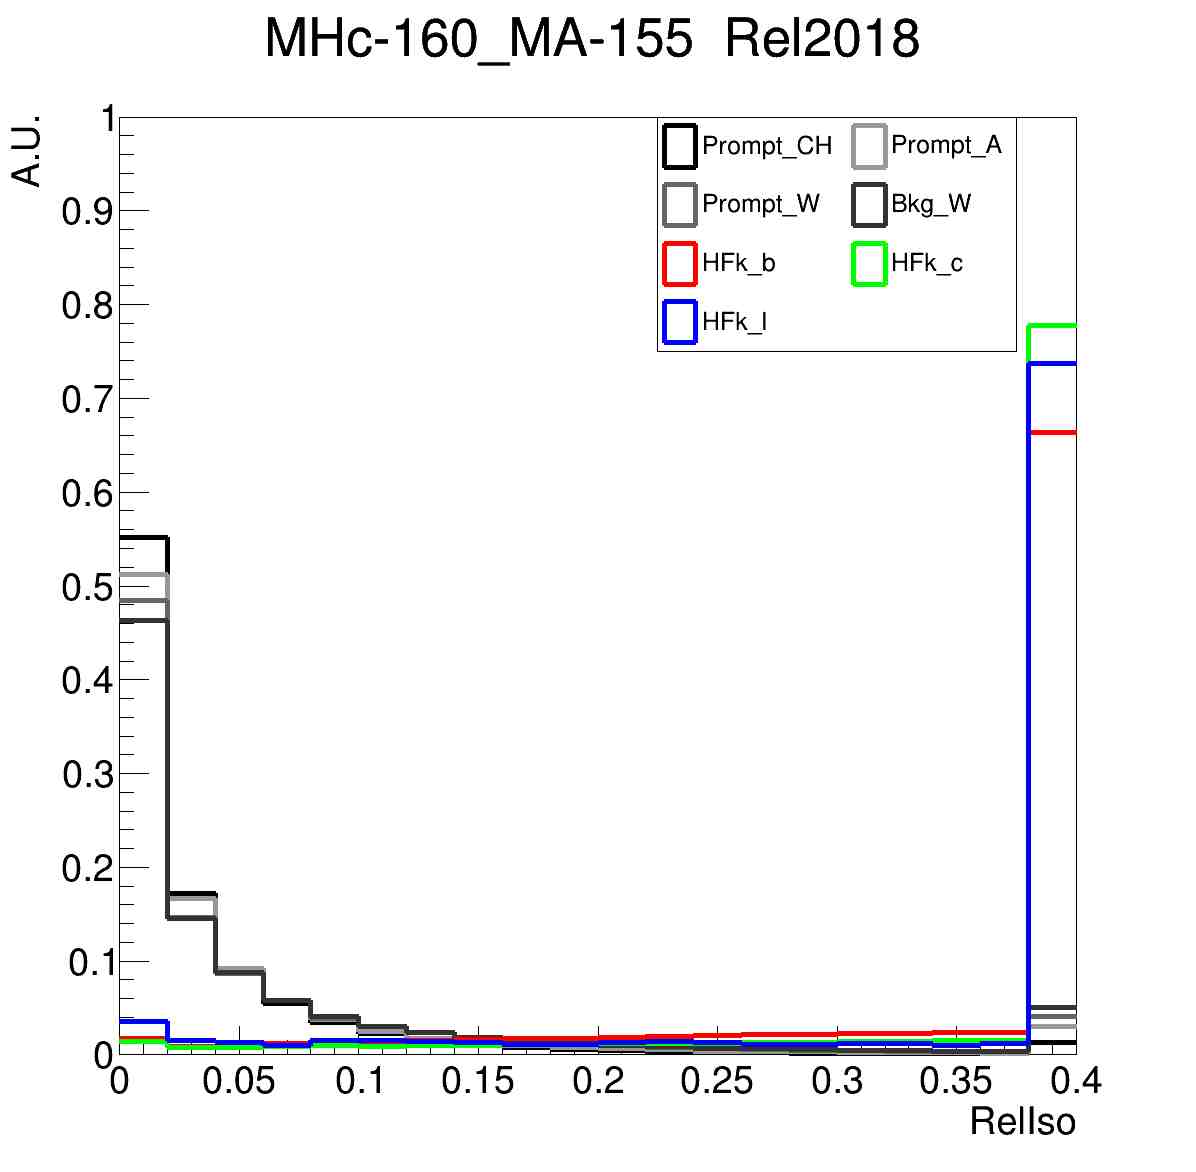 MHc-160_MA-155 Rel2018
A.U.
1
0.9
0.8
0.7
0.6
0.5
0.4
0.3
0.2
0.1
0
Prompt_CH Prompt_A
Prompt_W Bkg_W
HFk_b HFk_c
HFk_l
0 0.05 0.1 0.15 0.2 0.25 0.3 0.35 0.4
RelIso